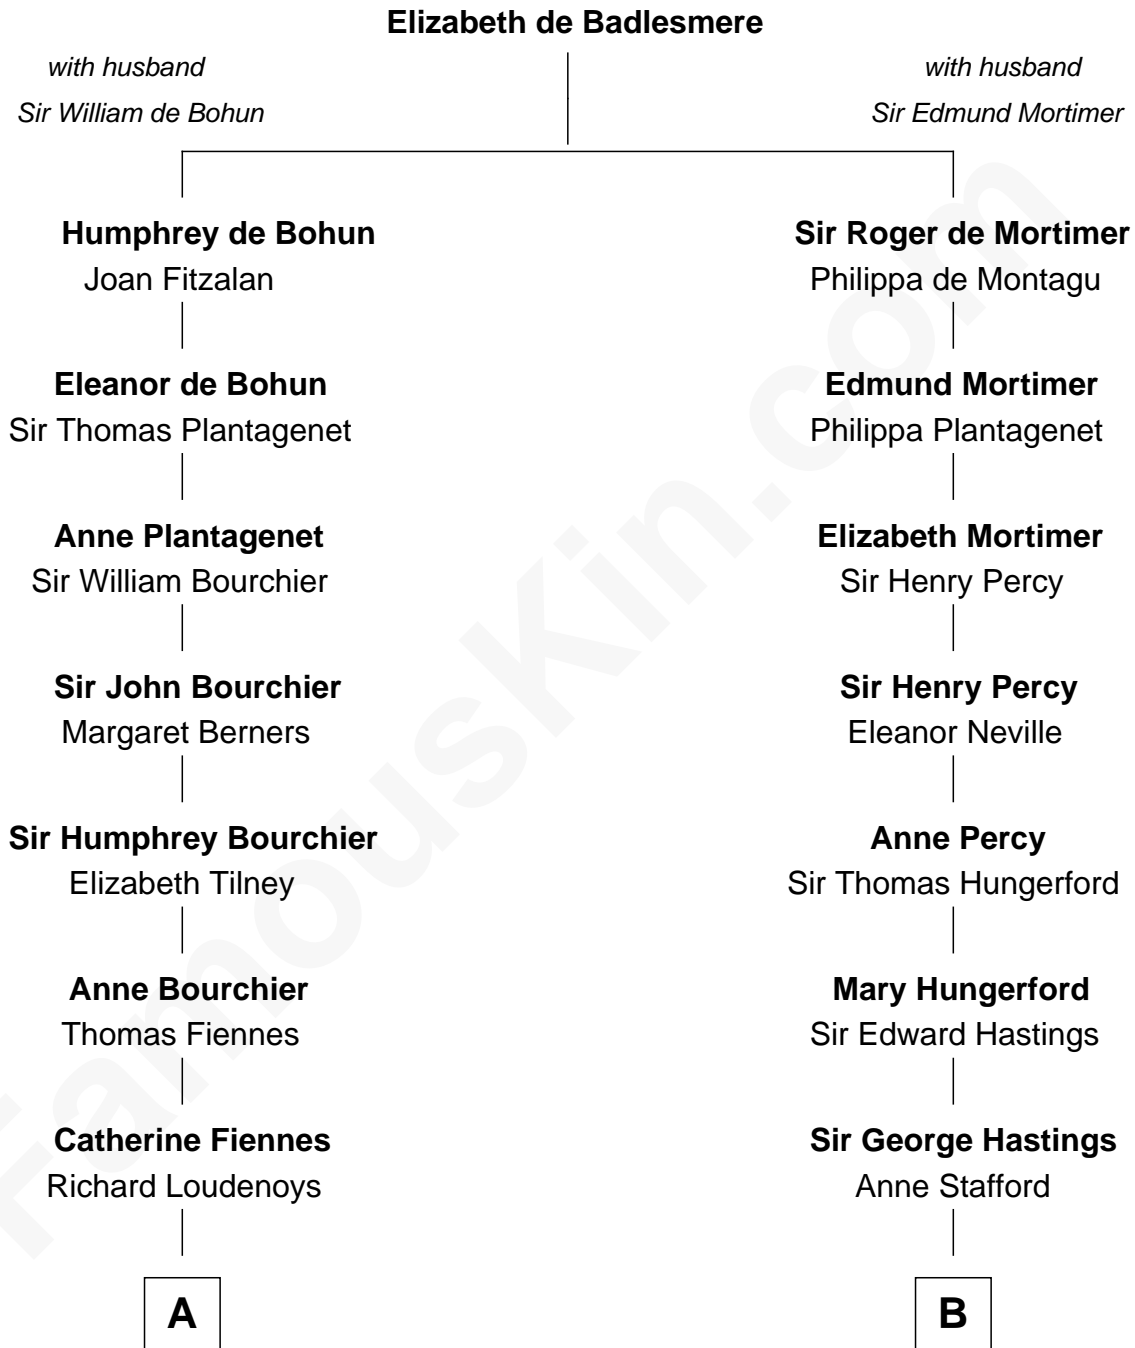 Elizabeth de Badlesmere
with husband
Sir William de Bohun
with husband
Sir Edmund Mortimer
Humphrey de Bohun
Joan Fitzalan
Eleanor de Bohun
Sir Thomas Plantagenet
Anne Plantagenet
Sir William Bourchier
Sir John Bourchier
Margaret Berners
Sir Humphrey Bourchier
Elizabeth Tilney
Anne Bourchier
Thomas Fiennes
Catherine Fiennes
Richard Loudenoys
A
Sir Roger de Mortimer
Philippa de Montagu
Edmund Mortimer
Philippa Plantagenet
Elizabeth Mortimer
Sir Henry Percy
Sir Henry Percy
Eleanor Neville
Anne Percy
Sir Thomas Hungerford
Mary Hungerford
Sir Edward Hastings
Sir George Hastings
Anne Stafford
B
FamousKin.com